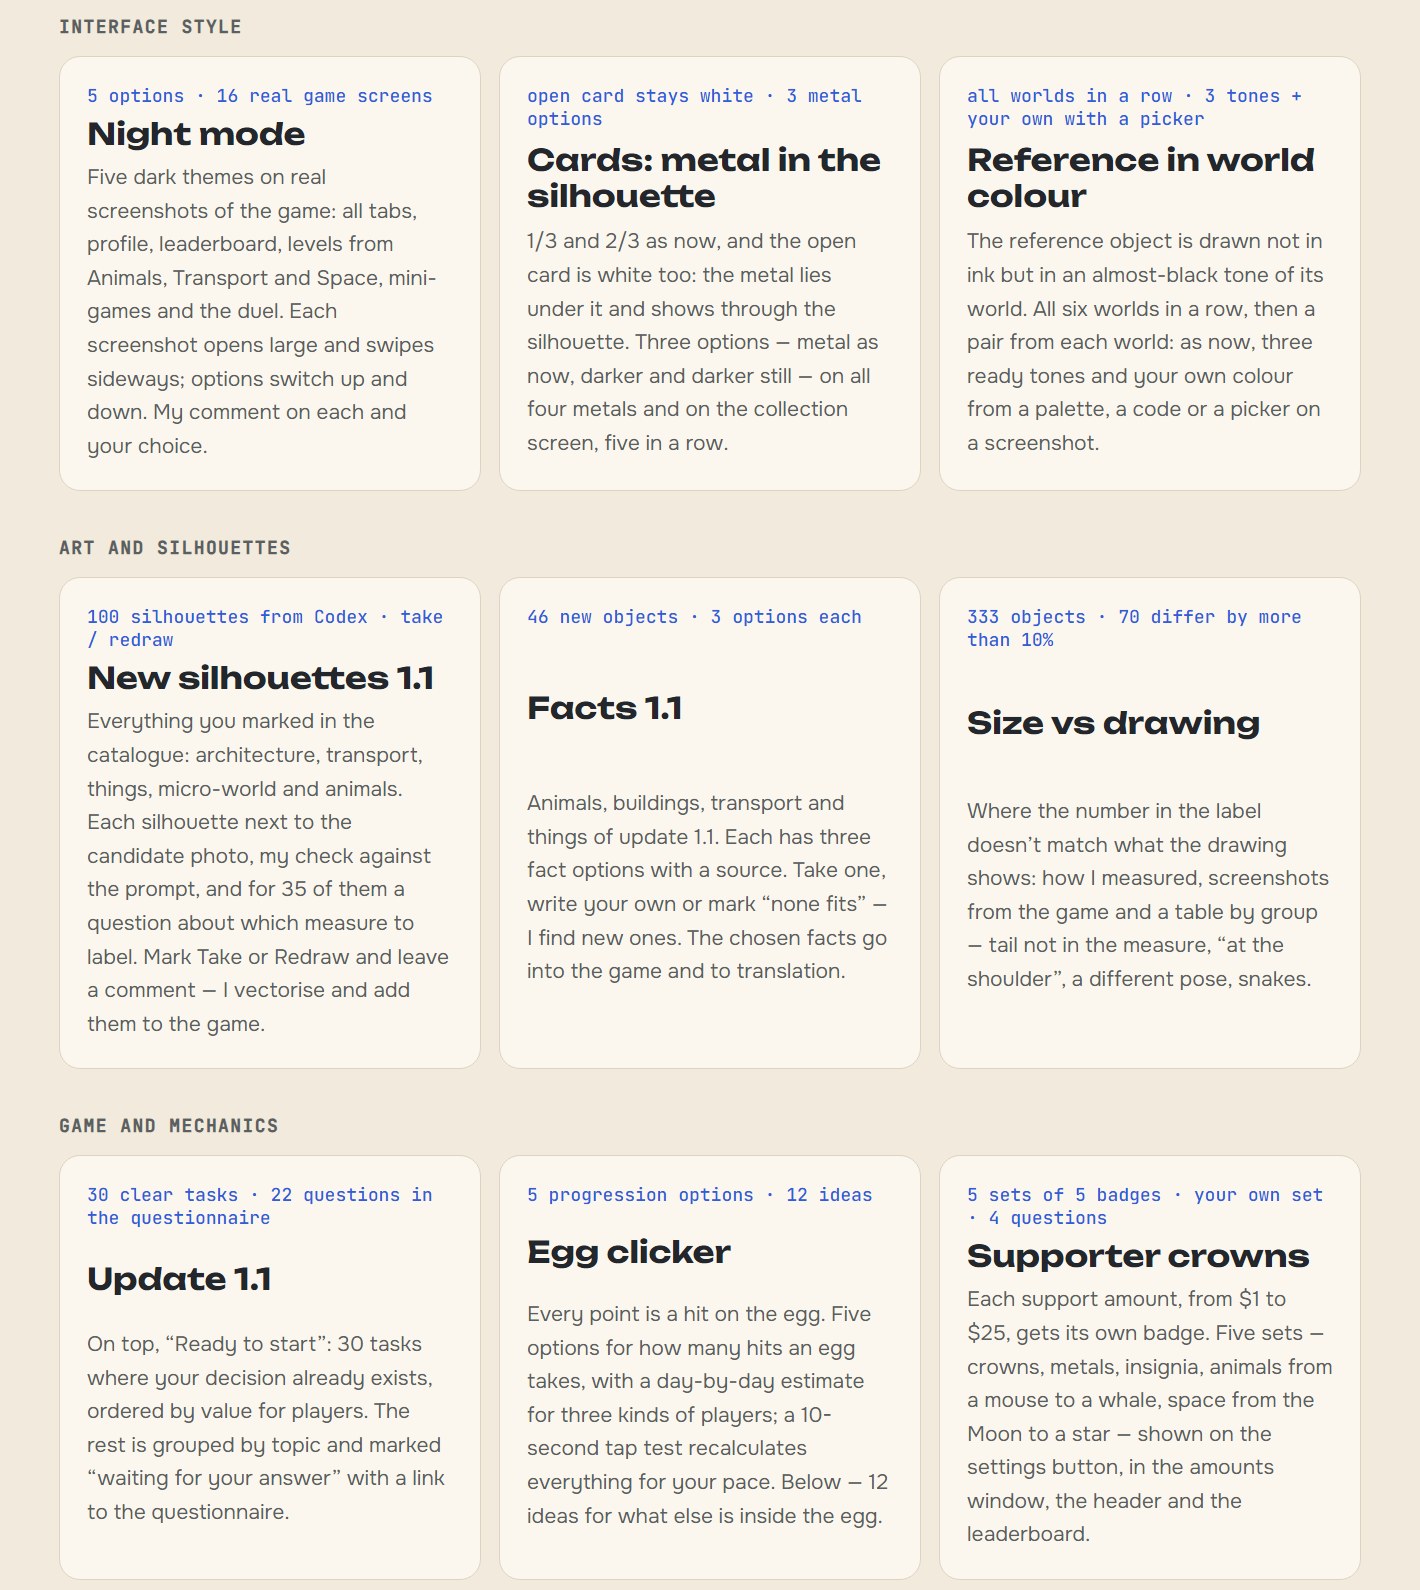 INTERFACE STYLE
5 options · 16 real game screens
Night mode
Five dark themes on real
screenshots of the game: all tabs,
profile, leaderboard, levels from
Animals, Transport and Space, mini-
games and the duel. Each
screenshot opens large and swipes
sideways; options switch up and
down. My comment on each and
your choice.
open card stays white · 3 metal
options
Cards: metal in the
silhouette
1/3 and 2/3 as now, and the open
card is white too: the metal lies
under it and shows through the
silhouette. Three options — metal as
now, darker and darker still — on all
four metals and on the collection
screen, five in a row.
all worlds in a row · 3 tones +
your own with a picker
Reference in world
colour
The reference object is drawn not in
ink but in an almost-black tone of its
world. All six worlds in a row, then a
pair from each world: as now, three
ready tones and your own colour
from a palette, a code or a picker on
a screenshot.
ART AND SILHOUETTES
100 silhouettes from Codex · take
/ redraw
New silhouettes 1.1
Everything you marked in the
catalogue: architecture, transport,
things, micro-world and animals.
Each silhouette next to the
candidate photo, my check against
the prompt, and for 35 of them a
question about which measure to
label. Mark Take or Redraw and leave
a comment — I vectorise and add
them to the game.
46 new objects · 3 options each
Facts 1.1
Animals, buildings, transport and
things of update 1.1. Each has three
fact options with a source. Take one,
write your own or mark “none fits” —
I find new ones. The chosen facts go
into the game and to translation.
333 objects · 70 differ by more
than 10%
Size vs drawing
Where the number in the label
doesn’t match what the drawing
shows: how I measured, screenshots
from the game and a table by group
— tail not in the measure, “at the
shoulder”, a different pose, snakes.
GAME AND MECHANICS
30 clear tasks · 22 questions in
the questionnaire
Update 1.1
On top, “Ready to start”: 30 tasks
where your decision already exists,
ordered by value for players. The
rest is grouped by topic and marked
“waiting for your answer” with a link
to the questionnaire.
5 progression options · 12 ideas
Egg clicker
Every point is a hit on the egg. Five
options for how many hits an egg
takes, with a day-by-day estimate
for three kinds of players; a 10-
second tap test recalculates
everything for your pace. Below — 12
ideas for what else is inside the egg.
5 sets of 5 badges · your own set
· 4 questions
Supporter crowns
Each support amount, from $1 to
$25, gets its own badge. Five sets —
crowns, metals, insignia, animals from
a mouse to a whale, space from the
Moon to a star — shown on the
settings button, in the amounts
window, the header and the
leaderboard.